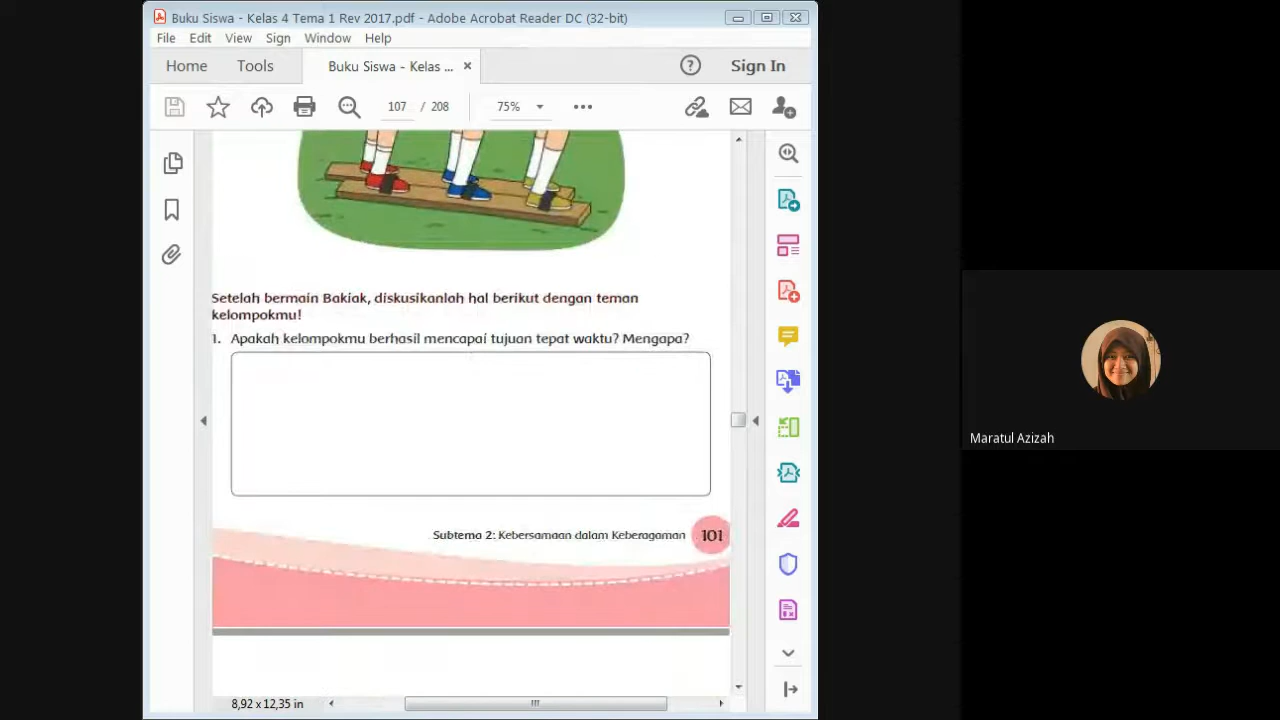 Buku Siswa - Kelas 4 Tema 1 Rev 2017.pdf - Adobe Acrobat Reader DC (32-bit)
File Edit View Sign Window Help
Home Tools Buku Siswa - Kelas ... × Sign In
107 / 208 75%
Setelah bermain Bakiak, diskusikanlah hal berikut dengan teman
kelompokmu!
1. Apakah kelompokmu berhasil mencapai tujuan tepat waktu? Mengapa?
Subtema 2: Kebersamaan dalam Keberagaman 101
8,92 x 12,35 in
Maratul Azizah